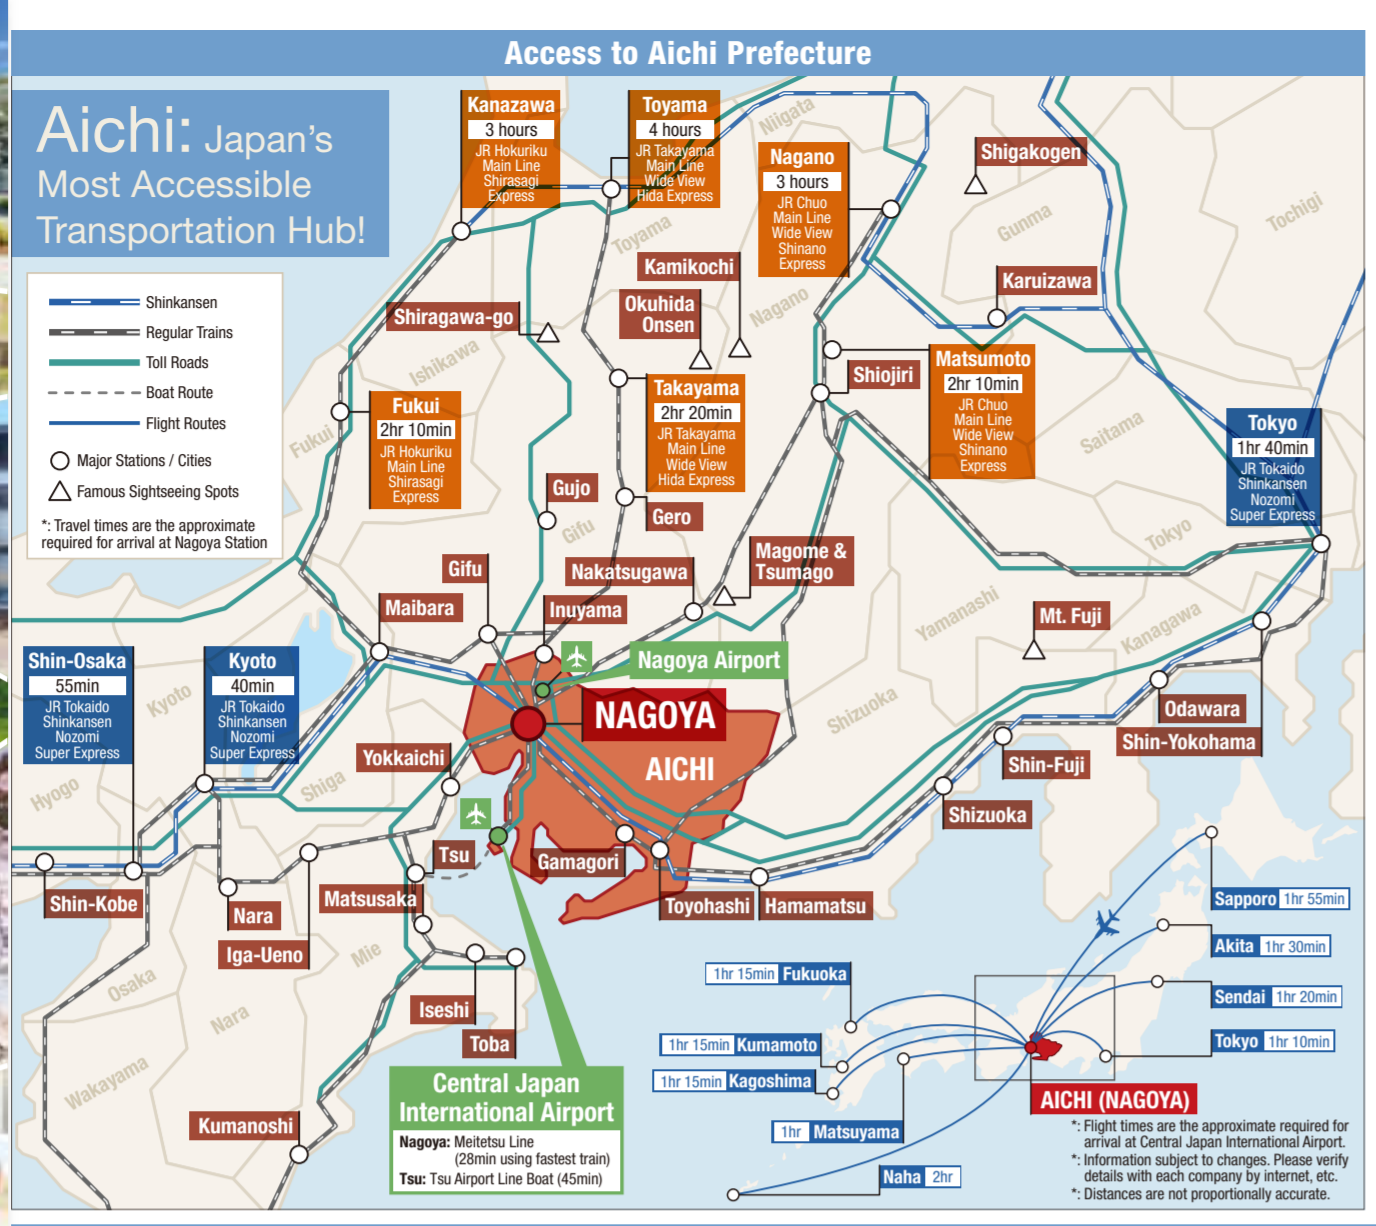 Access to Aichi Prefecture
Aichi: Japan's
Most Accessible
Transportation Hub!
Shinkansen
Regular Trains
Toll Roads
Boat Route
Flight Routes
Major Stations / Cities
Famous Sightseeing Spots
*: Travel times are the approximate
required for arrival at Nagoya Station
Kanazawa
3 hours
JR Hokuriku
Main Line
Shirasagi
Express
Toyama
4 hours
JR Takayama
Main Line
Wide View
Hida Express
Nagano
3 hours
JR Chuo
Main Line
Wide View
Shinano
Express
Niigata
Shigakogen
Gunma
Tochigi
Toyama
Kamikochi
Okuhida
Onsen
Nagano
Karuizawa
Shiragawa-go
Ishikawa
Fukui
Fukui
2hr 10min
JR Hokuriku
Main Line
Shirasagi
Express
Takayama
2hr 20min
JR Takayama
Main Line
Wide View
Hida Express
Shiojiri
Matsumoto
2hr 10min
JR Chuo
Main Line
Wide View
Shinano
Express
Saitama
Tokyo
1hr 40min
JR Tokaido
Shinkansen
Nozomi
Super Express
Gujo
Gero
Gifu
Tokyo
Gifu
Nakatsugawa
Magome &
Tsumago
Maibara
Inuyama
Yamanashi
Mt. Fuji
Kanagawa
Shin-Osaka
55min
JR Tokaido
Shinkansen
Nozomi
Super Express
Kyoto
Kyoto
40min
JR Tokaido
Shinkansen
Nozomi
Super Express
Nagoya Airport
NAGOYA
AICHI
Shizuoka
Odawara
Shin-Yokohama
Shin-Fuji
Shizuoka
Yokkaichi
Hyogo
Shiga
Tsu
Gamagori
Shin-Kobe
Nara
Matsusaka
Toyohashi
Hamamatsu
Iga-Ueno
Mie
Osaka
Nara
Iseshi
Toba
Wakayama
Kumanoshi
Central Japan
International Airport
Nagoya: Meitetsu Line
(28min using fastest train)
Tsu: Tsu Airport Line Boat (45min)
Sapporo 1hr 55min
Akita 1hr 30min
1hr 15min Fukuoka
Sendai 1hr 20min
1hr 15min Kumamoto
Tokyo 1hr 10min
1hr 15min Kagoshima
AICHI (NAGOYA)
1hr Matsuyama
Naha 2hr
*: Flight times are the approximate required for
arrival at Central Japan International Airport.
*: Information subject to changes. Please verify
details with each company by internet, etc.
*: Distances are not proportionally accurate.